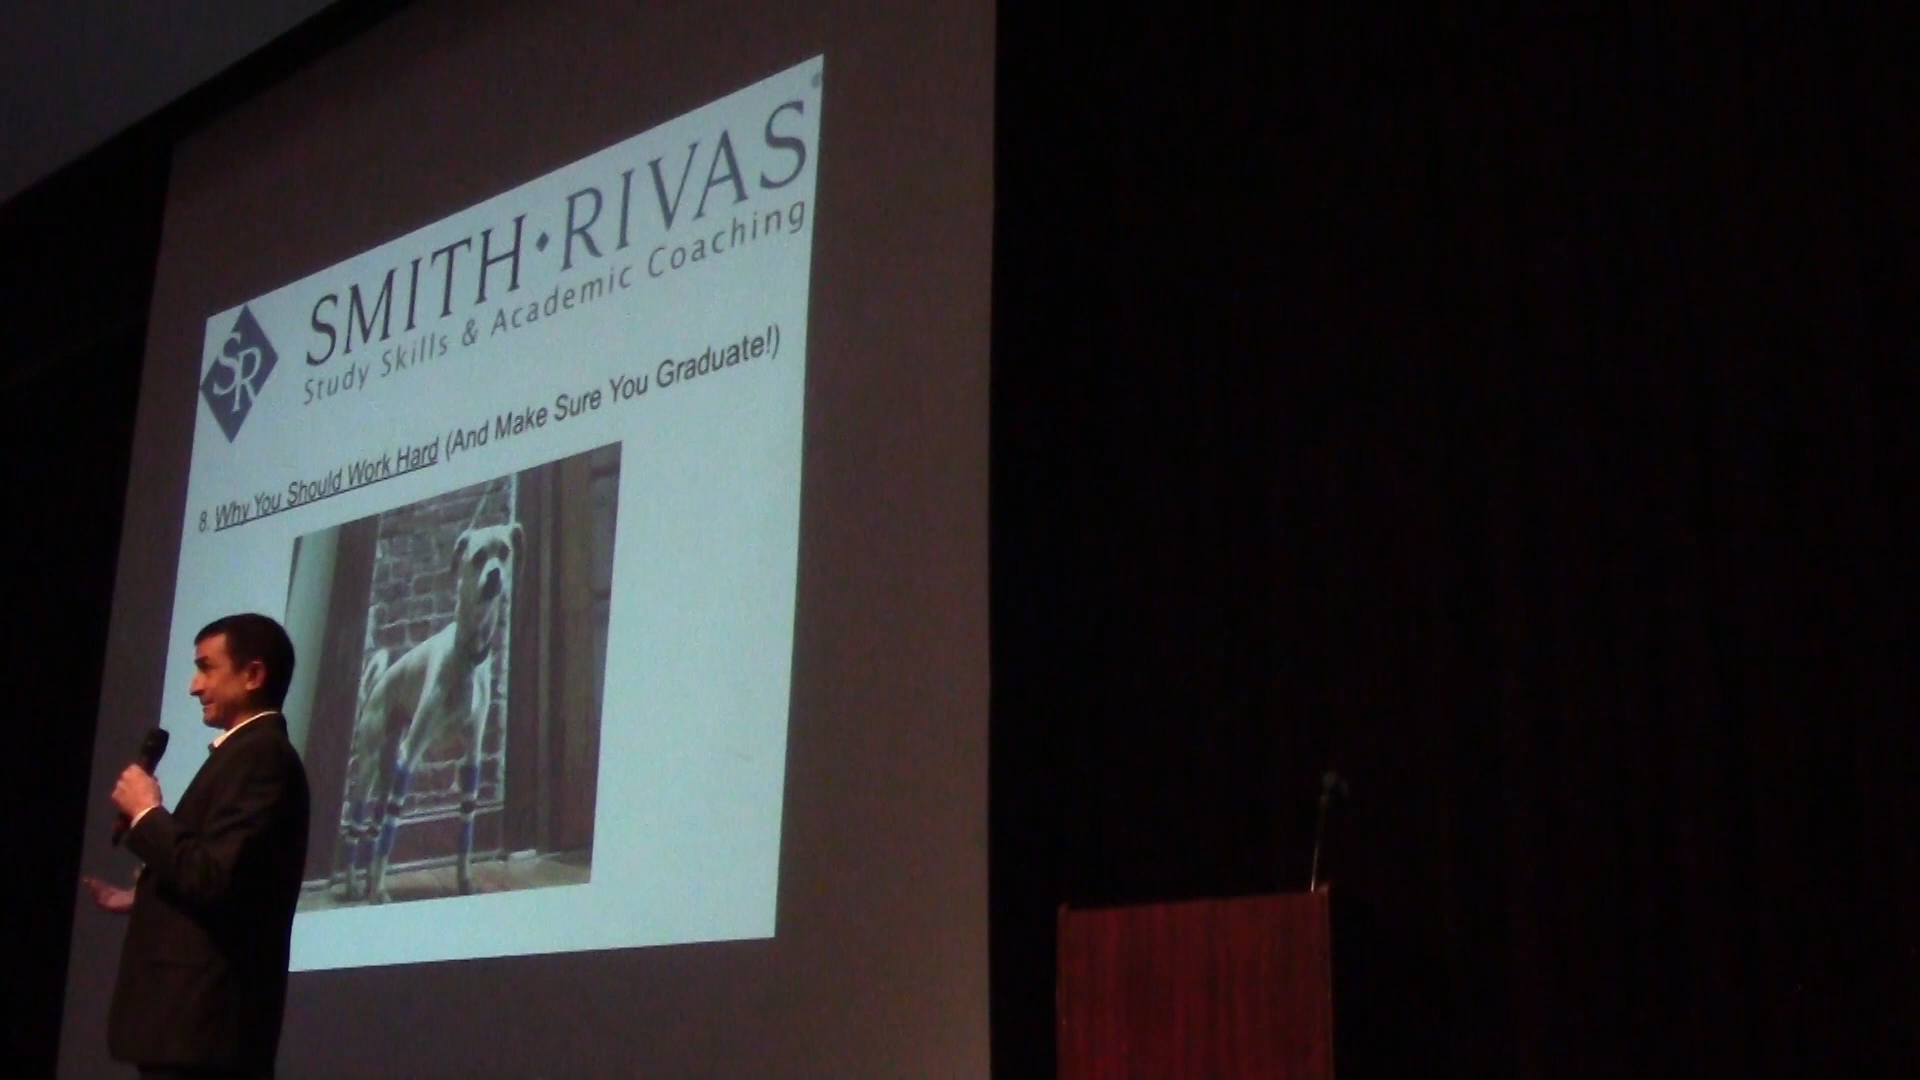 SR
SMITH·RIVAS
Study Skills & Academic Coaching
8. Why You Should Work Hard (And Make Sure You Graduate!)